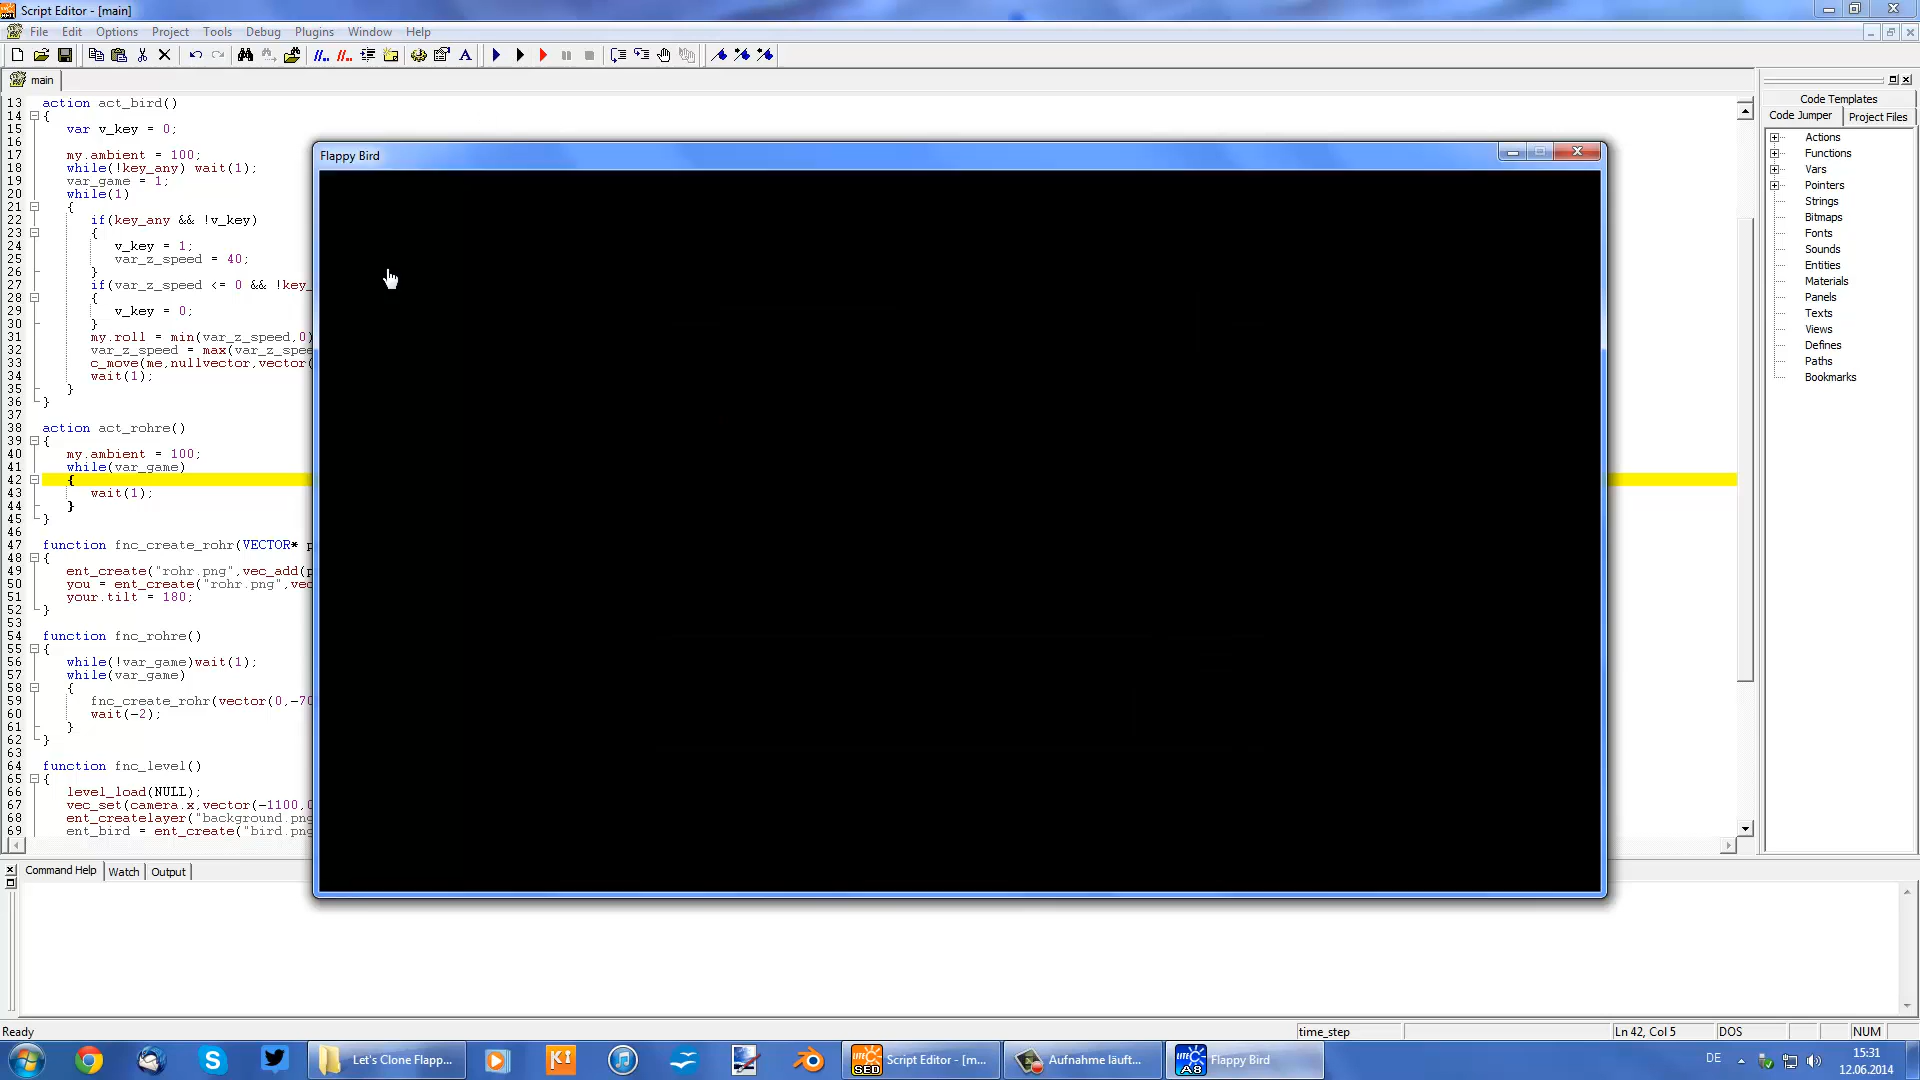 Script Editor - [main]
File Edit Options Project Tools Search Debug Plugins Window Help
main
13 action act_bird()
14 {
15 var v_key = 0;
16
17 my.ambient = 100;
18 while(!key_any) wait(1);
19 var_game = 1;
20 while(1)
21 {
22 if(key_any && !v_key)
23 {
24 v_key = 1;
25 var_z_speed = 40;
26 }
27 if(var_z_speed <= 0 && !key_
28 {
29 v_key = 0;
30 }
31 my.roll = min(var_z_speed,0)
32 var_z_speed = max(var_z_spee
33 c_move(me,nullvector,vector(
34 wait(1);
35 }
36 }
37
38 action act_rohre()
39 {
40 my.ambient = 100;
41 while(var_game)
42 {
43 wait(1);
44 }
45 }
46
47 function fnc_create_rohr(VECTOR* p
48 {
49 ent_create("rohr.png",vec_add(p
50 you = ent_create("rohr.png",vec
51 your.tilt = 180;
52 }
53
54 function fnc_rohre()
55 {
56 while(!var_game)wait(1);
57 while(var_game)
58 {
59 fnc_create_rohr(vector(0,-70
60 wait(-2);
61 }
62 }
63
64 function fnc_level()
65 {
66 level_load(NULL);
67 vec_set(camera.x,vector(-1100,0
68 ent_createlayer("background.png
69 ent_bird = ent_create("bird.png
Flappy Bird
Code Templates
Code Jumper Project Files
Actions
Functions
Vars
Pointers
Strings
Bitmaps
Fonts
Sounds
Entities
Materials
Panels
Texts
Views
Defines
Paths
Bookmarks
Command Help Watch Output
Ready time_step Ln 42, Col 5 DOS NUM
Let's Clone Flapp... Script Editor - [m... Aufnahme läuft... Flappy Bird
DE 15:31
12.06.2014